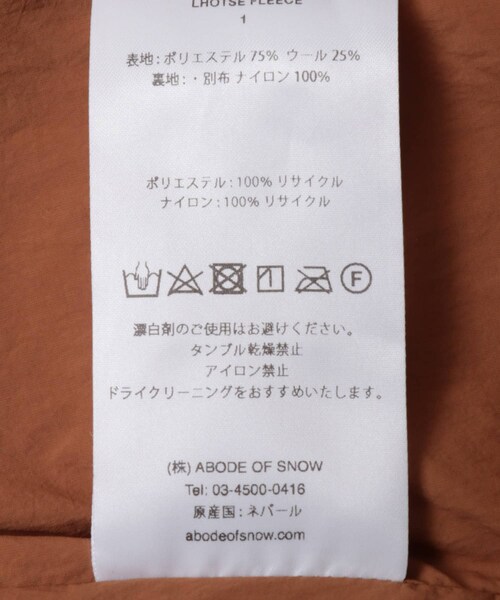 LHOTSE FLEECE
1
表地:ポリエステル 75% ウール 25%
裏地:・別布 ナイロン 100%
ポリエステル:100% リサイクル
ナイロン:100% リサイクル
F
漂白剤のご使用はお避けください。
タンブル乾燥禁止
アイロン禁止
ドライクリーニングをおすすめいたします。
(株) ABODE OF SNOW
Tel: 03-4500-0416
原産国:ネパール
abodeofsnow.com